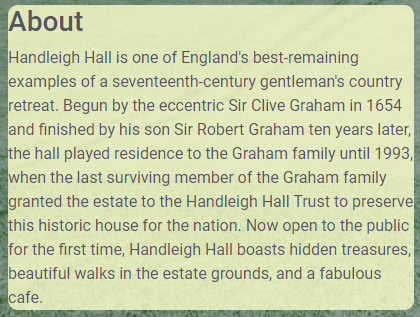 About
Handleigh Hall is one of England's best-remaining
examples of a seventeenth-century gentleman's country
retreat. Begun by the eccentric Sir Clive Graham in 1654
and finished by his son Sir Robert Graham ten years later,
the hall played residence to the Graham family until 1993,
when the last surviving member of the Graham family
granted the estate to the Handleigh Hall Trust to preserve
this historic house for the nation. Now open to the public
for the first time, Handleigh Hall boasts hidden treasures,
beautiful walks in the estate grounds, and a fabulous
cafe.